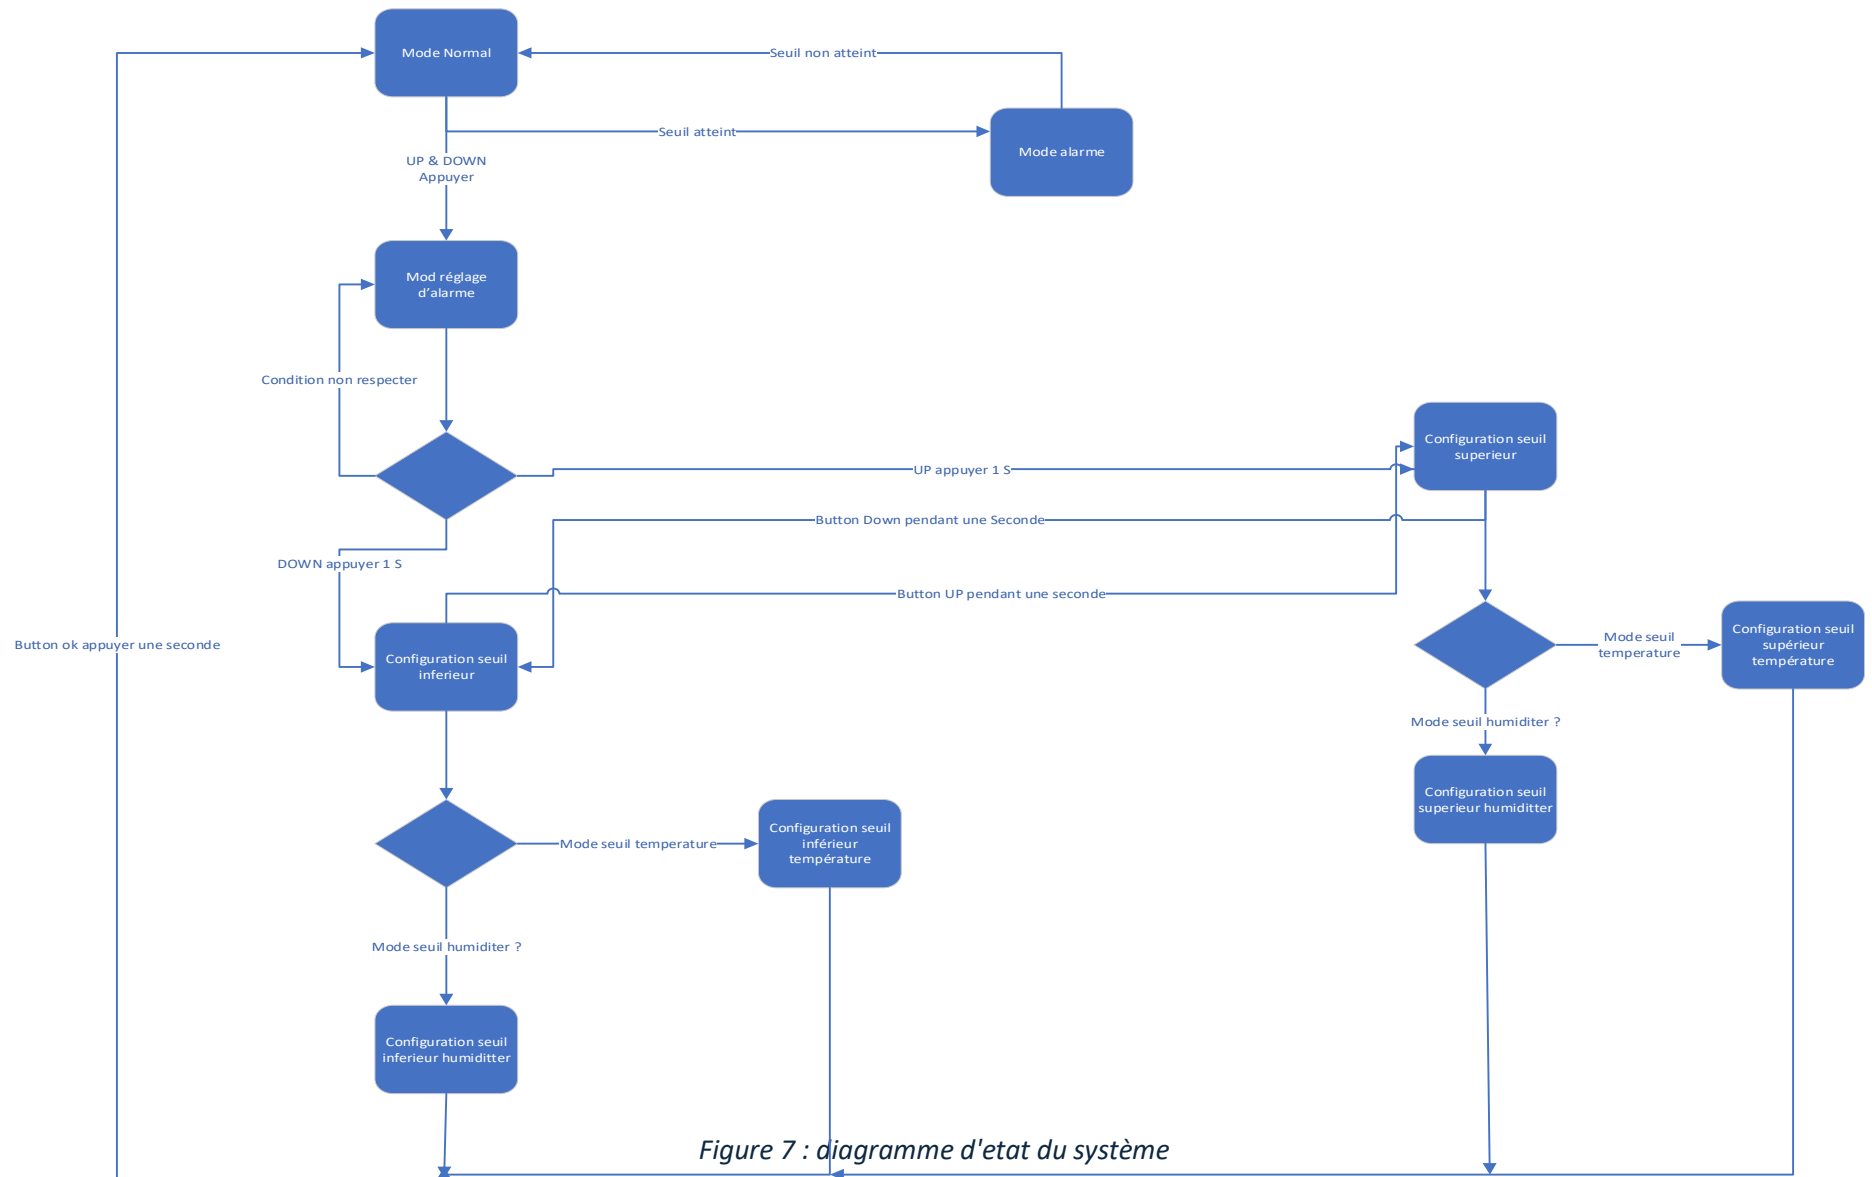 Mode Normal
Seuil non atteint
Seuil atteint
Mode alarme
UP & DOWN
Appuyer
Mod réglage
d'alarme
Condition non respecter
Configuration seuil
superieur
UP appuyer 1 S
Button Down pendant une Seconde
DOWN appuyer 1 S
Button UP pendant une seconde
Button ok appuyer une seconde
Configuration seuil
inferieur
Mode seuil
temperature
Configuration seuil
supérieur
température
Mode seuil humiditer ?
Configuration seuil
superieur humiditter
Mode seuil temperature
Configuration seuil
inférieur
température
Mode seuil humiditer ?
Configuration seuil
inferieur humiditter
Figure 7 : diagramme d'etat du système